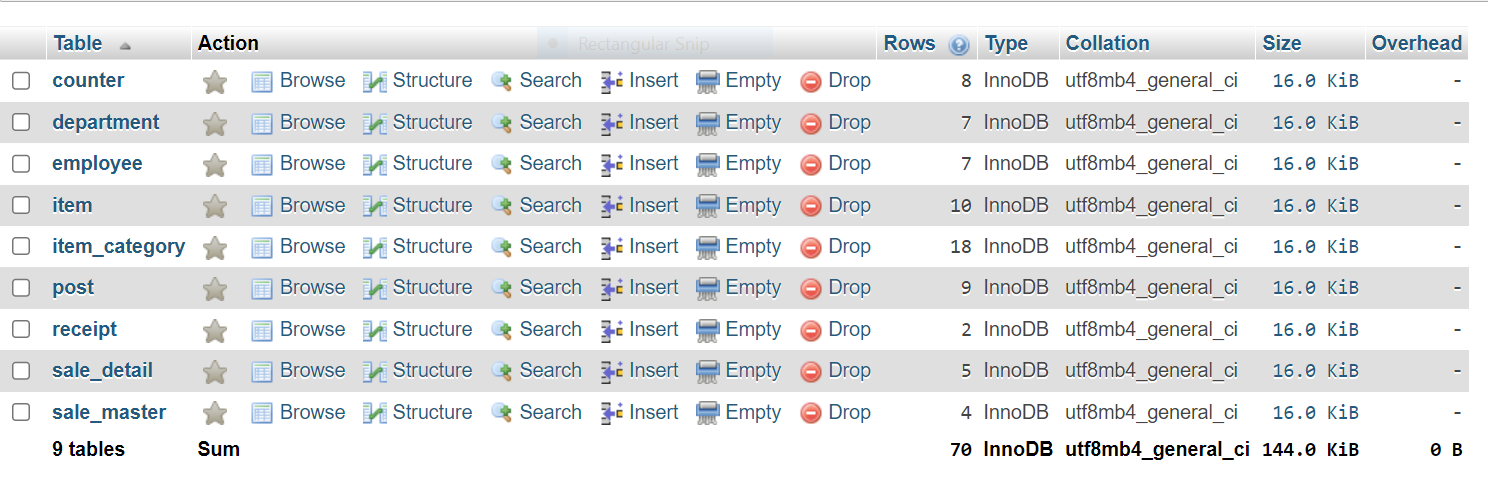 Table Action Rectangular Snip Rows Type Collation Size Overhead
counter Browse Structure Search Insert Empty Drop 8 InnoDB utf8mb4_general_ci 16.0 KiB -
department Browse Structure Search Insert Empty Drop 7 InnoDB utf8mb4_general_ci 16.0 KiB -
employee Browse Structure Search Insert Empty Drop 7 InnoDB utf8mb4_general_ci 16.0 KiB -
item Browse Structure Search Insert Empty Drop 10 InnoDB utf8mb4_general_ci 16.0 KiB -
item_category Browse Structure Search Insert Empty Drop 18 InnoDB utf8mb4_general_ci 16.0 KiB -
post Browse Structure Search Insert Empty Drop 9 InnoDB utf8mb4_general_ci 16.0 KiB -
receipt Browse Structure Search Insert Empty Drop 2 InnoDB utf8mb4_general_ci 16.0 KiB -
sale_detail Browse Structure Search Insert Empty Drop 5 InnoDB utf8mb4_general_ci 16.0 KiB -
sale_master Browse Structure Search Insert Empty Drop 4 InnoDB utf8mb4_general_ci 16.0 KiB -
9 tables Sum 70 InnoDB utf8mb4_general_ci 144.0 KiB 0 B